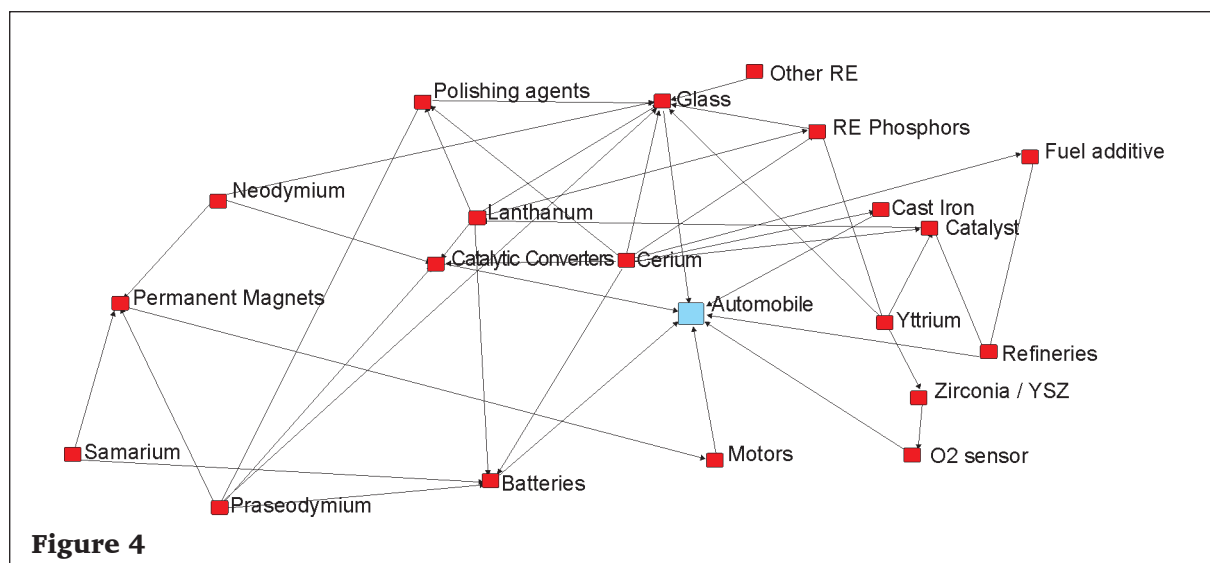 Other RE
Polishing agents
Glass
RE Phosphors
Fuel additive
Neodymium
Lanthanum
Cast Iron
Catalyst
Catalytic Converters
Cerium
Permanent Magnets
Automobile
Yttrium
Refineries
Zirconia / YSZ
Samarium
Motors
O2 sensor
Batteries
Praseodymium
Figure 4